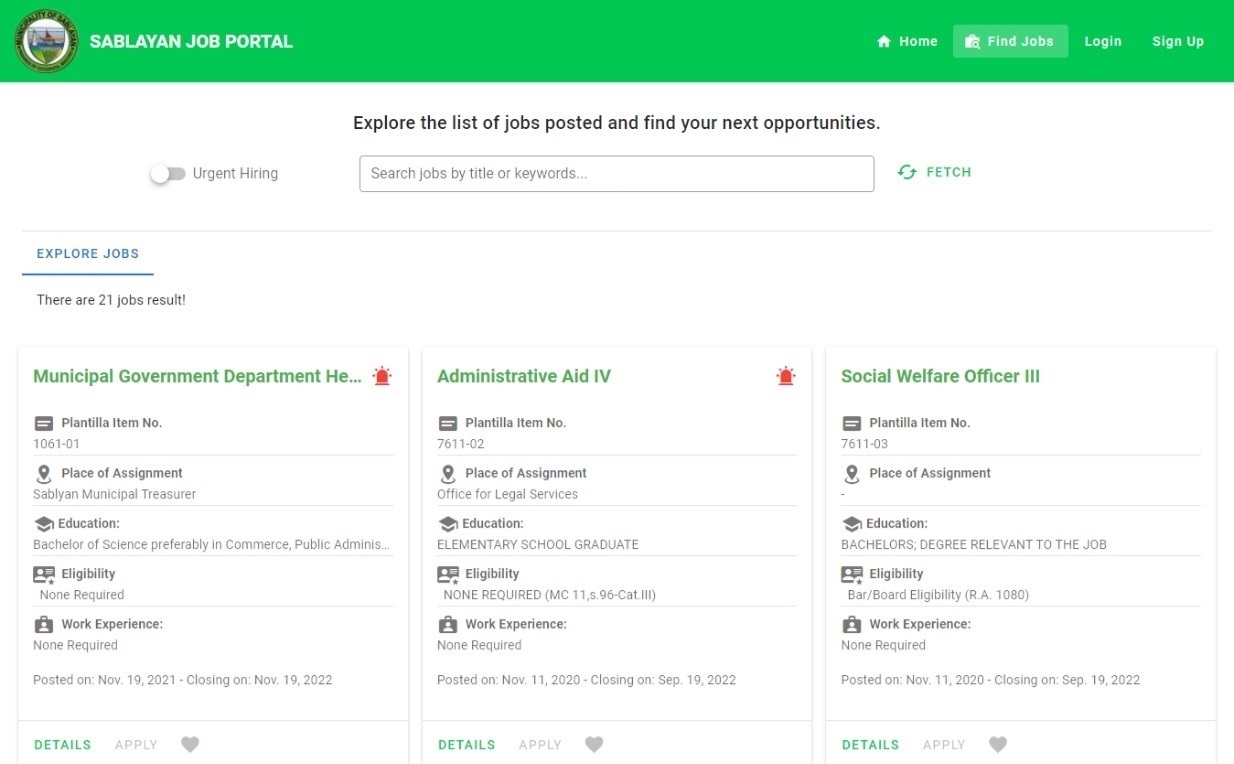 SABLAYAN JOB PORTAL
Home
Find Jobs
Login
Sign Up
Explore the list of jobs posted and find your next opportunities.
Urgent Hiring
Search jobs by title or keywords...
FETCH
EXPLORE JOBS
There are 21 jobs result!
Municipal Government Department He...
Plantilla Item No.
1061-01
Place of Assignment
Sablyan Municipal Treasurer
Education:
Bachelor of Science preferably in Commerce, Public Adminis...
Eligibility
None Required
Work Experience:
None Required
Posted on: Nov. 19, 2021 - Closing on: Nov. 19, 2022
DETAILS
APPLY
Administrative Aid IV
Plantilla Item No.
7611-02
Place of Assignment
Office for Legal Services
Education:
ELEMENTARY SCHOOL GRADUATE
Eligibility
NONE REQUIRED (MC 11,s.96-Cat.III)
Work Experience:
None Required
Posted on: Nov. 11, 2020 - Closing on: Sep. 19, 2022
DETAILS
APPLY
Social Welfare Officer III
Plantilla Item No.
7611-03
Place of Assignment
-
Education:
BACHELORS; DEGREE RELEVANT TO THE JOB
Eligibility
Bar/Board Eligibility (R.A. 1080)
Work Experience:
None Required
Posted on: Nov. 11, 2020 - Closing on: Sep. 19, 2022
DETAILS
APPLY